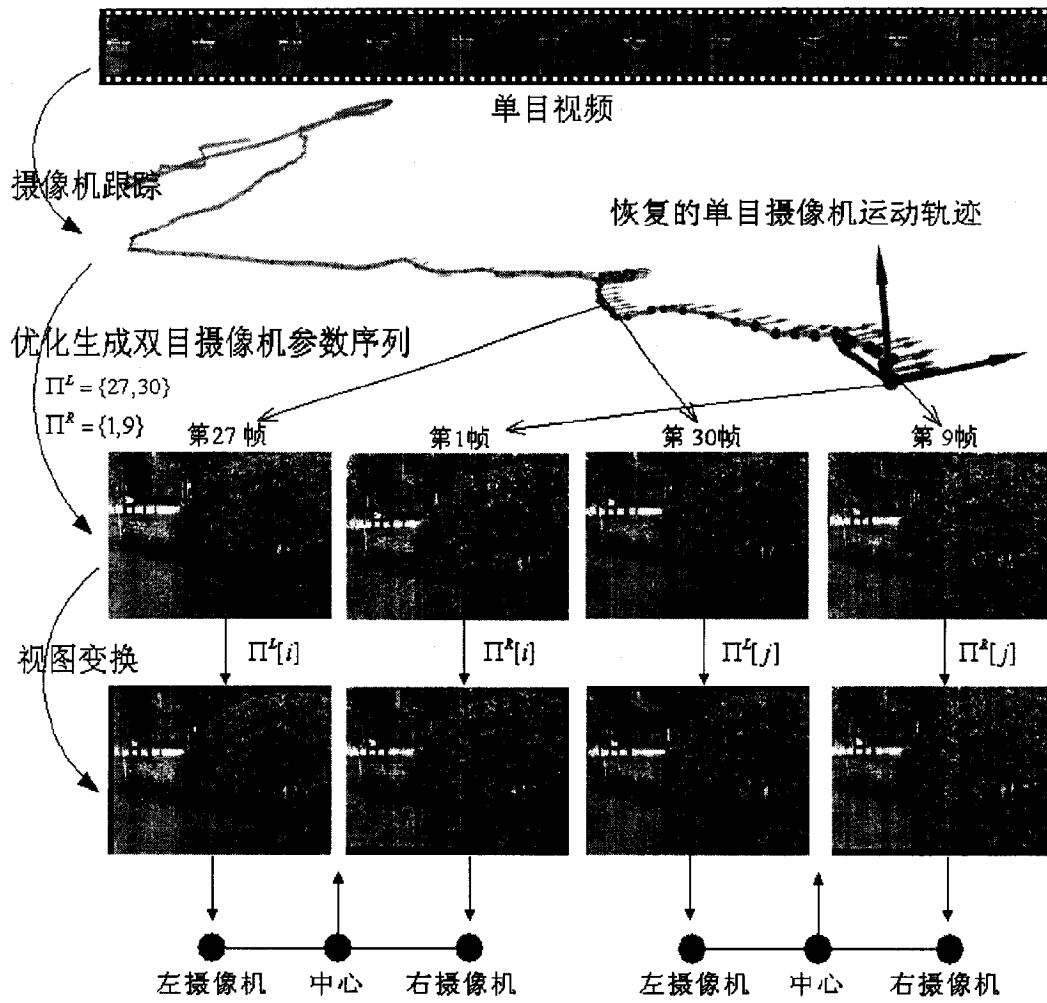 单目视频
摄像机跟踪
恢复的单目摄像机运动轨迹
优化生成双目摄像机参数序列
Π^L = {27,30}
Π^R = {1,9}
第27 帧
第1帧
第 30帧
第 9帧
视图变换
Π^L[i]
Π^R[i]
Π^L[j]
Π^R[j]
左摄像机
中心
右摄像机
左摄像机
中心
右摄像机